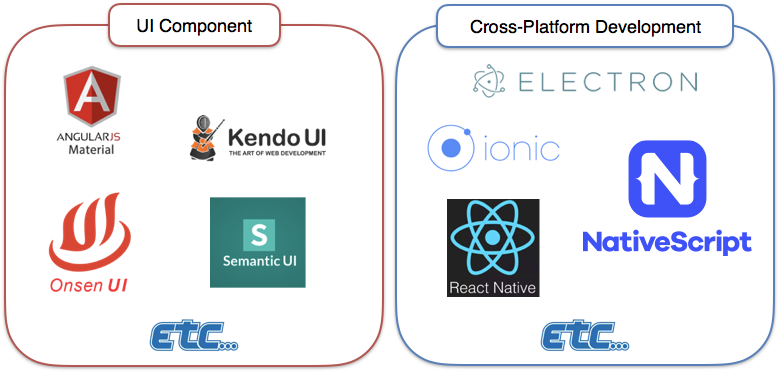 UI Component
ANGULARJS
Material
Kendo UI
THE ART OF WEB DEVELOPMENT
Onsen UI
S
Semantic UI
etc...
Cross-Platform Development
ELECTRON
ionic
React Native
N
NativeScript
etc...